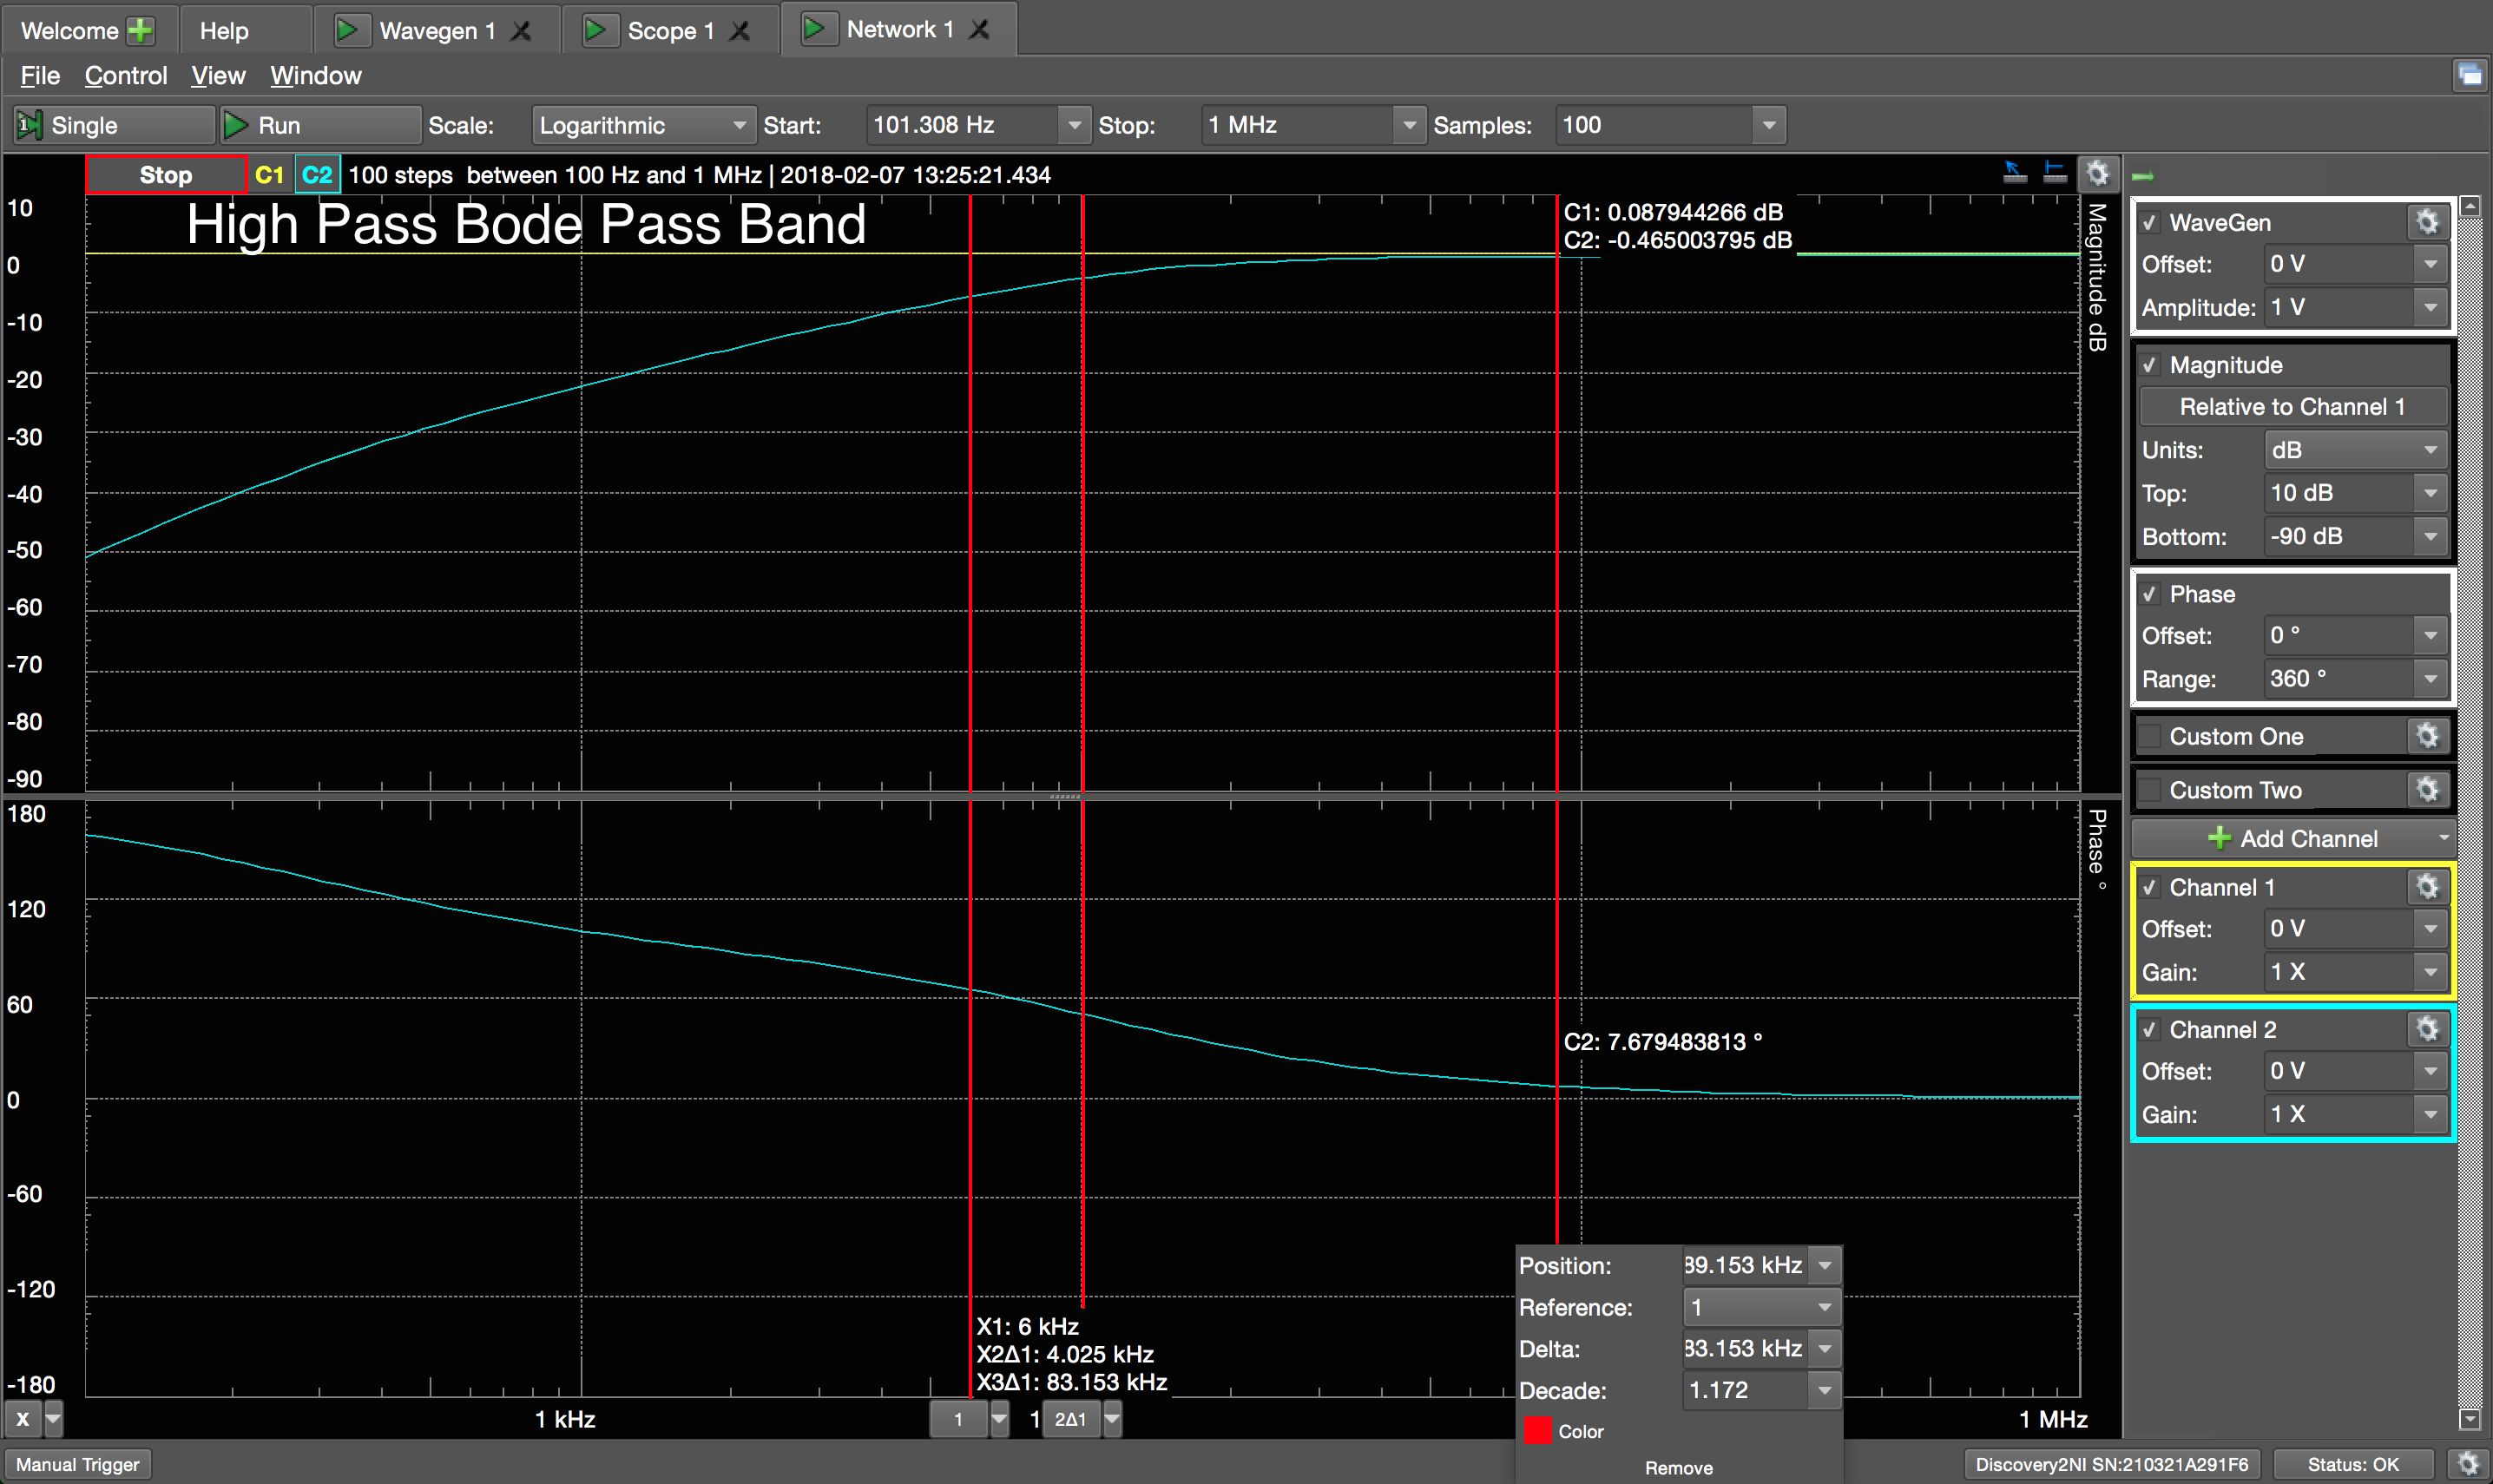 Welcome
Help
Wavegen 1
Scope 1
Network 1
File Control View Window
1 Single
Run
Scale: Logarithmic
Start: 101.308 Hz
Stop: 1 MHz
Samples: 100
Stop C1 C2 100 steps between 100 Hz and 1 MHz | 2018-02-07 13:25:21.434
High Pass Bode Pass Band
C1: 0.087944266 dB
C2: -0.465003795 dB
Magnitude dB
10
0
-10
-20
-30
-40
-50
-60
-70
-80
-90
180
120
60
0
-60
-120
-180
Phase °
C2: 7.679483813 °
X1: 6 kHz
X2Δ1: 4.025 kHz
X3Δ1: 83.153 kHz
Position: 89.153 kHz
Reference: 1
Delta: 83.153 kHz
Decade: 1.172
Color
Remove
X
1 kHz
1
1
2Δ1
1 MHz
WaveGen
Offset: 0 V
Amplitude: 1 V
Magnitude
Relative to Channel 1
Units: dB
Top: 10 dB
Bottom: -90 dB
Phase
Offset: 0 °
Range: 360 °
Custom One
Custom Two
Add Channel
Channel 1
Offset: 0 V
Gain: 1 X
Channel 2
Offset: 0 V
Gain: 1 X
Manual Trigger
Discovery2NI SN:210321A291F6
Status: OK